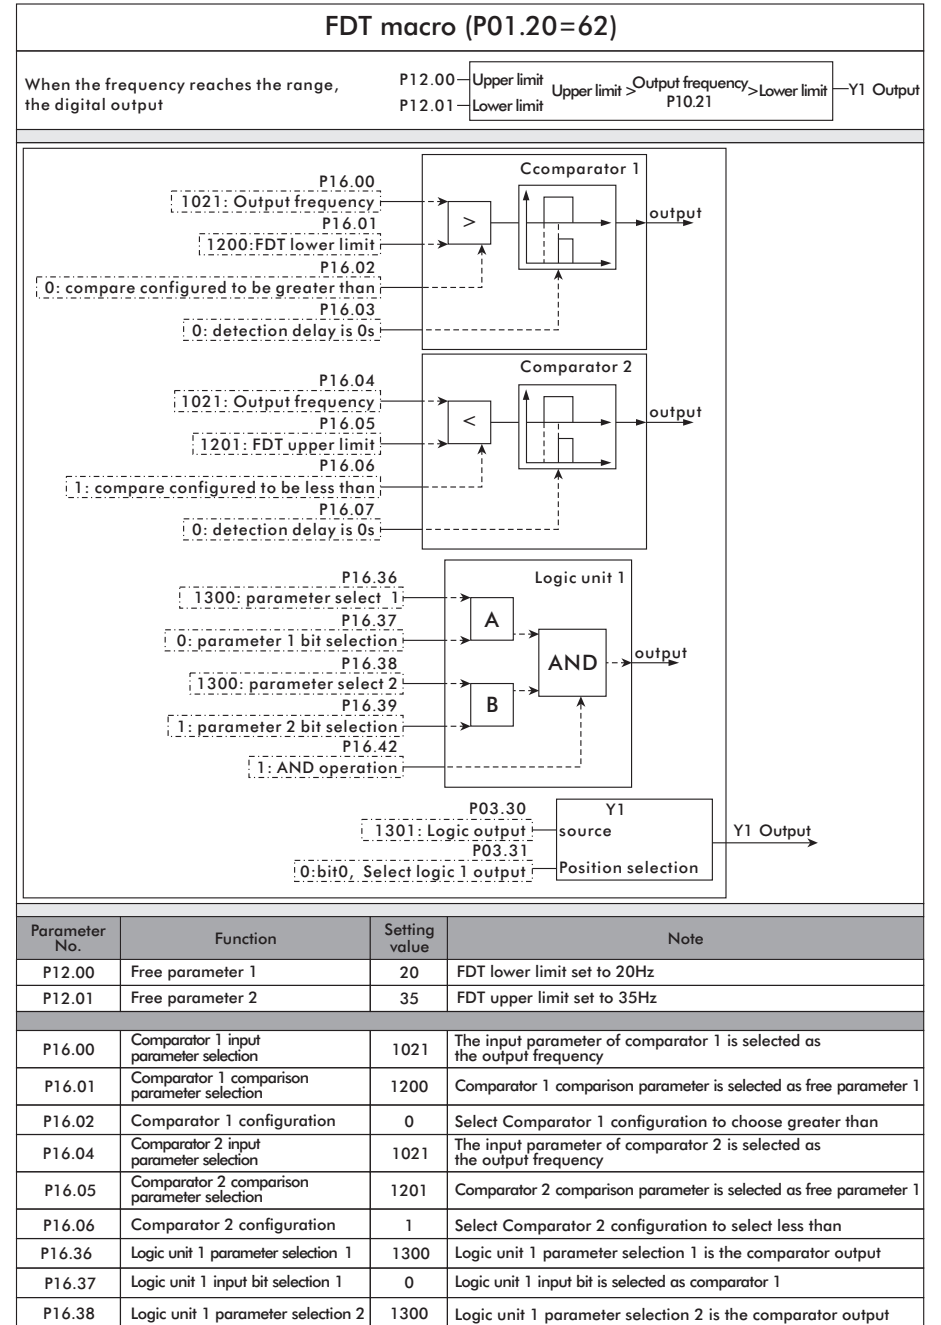 FDT macro (P01.20=62)
When the frequency reaches the range,
the digital output
P12.00
P12.01
Upper limit
Lower limit
Upper limit >
Output frequency
P10.21
>Lower limit
Y1 Output
Ccomparator 1
P16.00
1021: Output frequency
P16.01
1200:FDT lower limit
P16.02
0: compare configured to be greater than
P16.03
0: detection delay is 0s
>
output
Comparator 2
P16.04
1021: Output frequency
P16.05
1201: FDT upper limit
P16.06
1: compare configured to be less than
P16.07
0: detection delay is 0s
<
output
Logic unit 1
P16.36
1300: parameter select 1
P16.37
0: parameter 1 bit selection
P16.38
1300: parameter select 2
P16.39
1: parameter 2 bit selection
P16.42
1: AND operation
A
B
AND
output
P03.30
1301: Logic output
P03.31
0:bit0, Select logic 1 output
Y1
source
Position selection
Y1 Output
Parameter No. Function Setting value Note
P12.00 Free parameter 1 20 FDT lower limit set to 20Hz
P12.01 Free parameter 2 35 FDT upper limit set to 35Hz
P16.00 Comparator 1 input parameter selection 1021 The input parameter of comparator 1 is selected as the output frequency
P16.01 Comparator 1 comparison parameter selection 1200 Comparator 1 comparison parameter is selected as free parameter 1
P16.02 Comparator 1 configuration 0 Select Comparator 1 configuration to choose greater than
P16.04 Comparator 2 input parameter selection 1021 The input parameter of comparator 2 is selected as the output frequency
P16.05 Comparator 2 comparison parameter selection 1201 Comparator 2 comparison parameter is selected as free parameter 1
P16.06 Comparator 2 configuration 1 Select Comparator 2 configuration to select less than
P16.36 Logic unit 1 parameter selection 1 1300 Logic unit 1 parameter selection 1 is the comparator output
P16.37 Logic unit 1 input bit selection 1 0 Logic unit 1 input bit is selected as comparator 1
P16.38 Logic unit 1 parameter selection 2 1300 Logic unit 1 parameter selection 2 is the comparator output